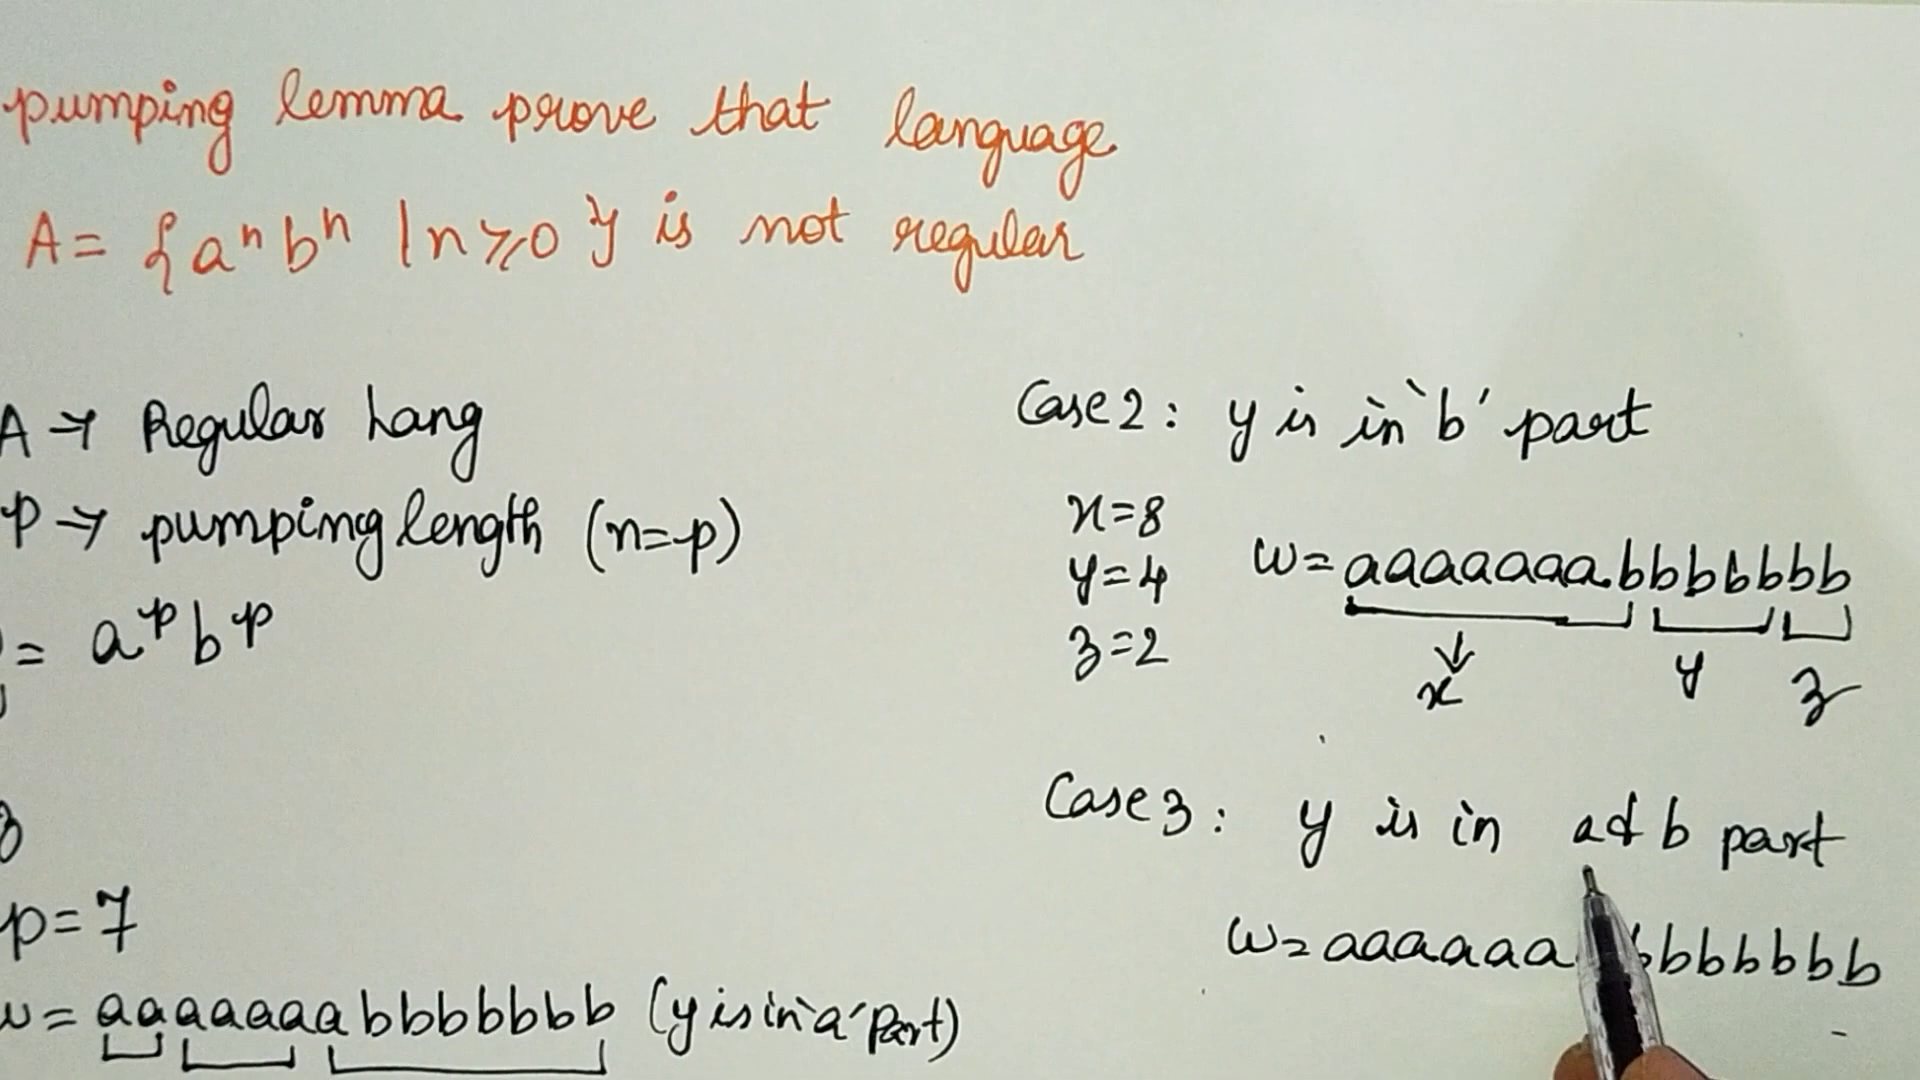 pumping lemma prove that language
A = {aⁿbⁿ | n ⩾ 0} is not regular
A → Regular Lang
P → pumping length (n=p)
= aᵖbᵖ
p = 7
w = aaaaaaabbbbbbb (y is in 'a' part)
Case 2 : y is in 'b' part
x = 8
y = 4
z = 2
w = aaaaaaabbbbbbb
x y z
Case 3 : y is in a & b part
w = aaaaaaa bbbbbbb